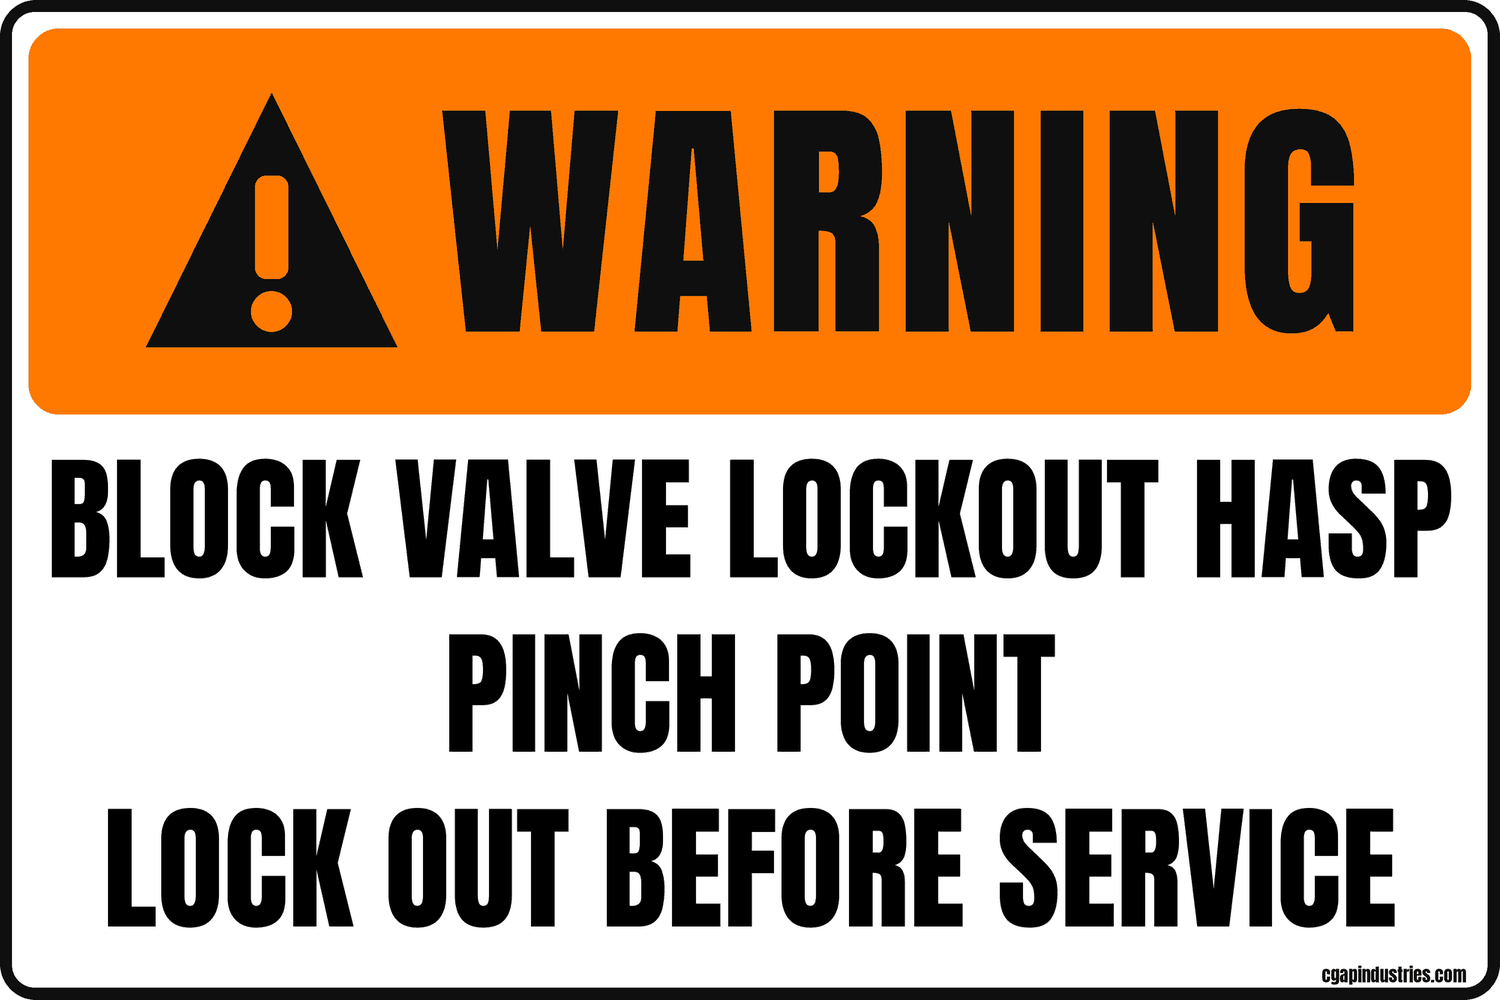 WARNING
BLOCK VALVE LOCKOUT HASP
PINCH POINT
LOCK OUT BEFORE SERVICE
cgapindustries.com